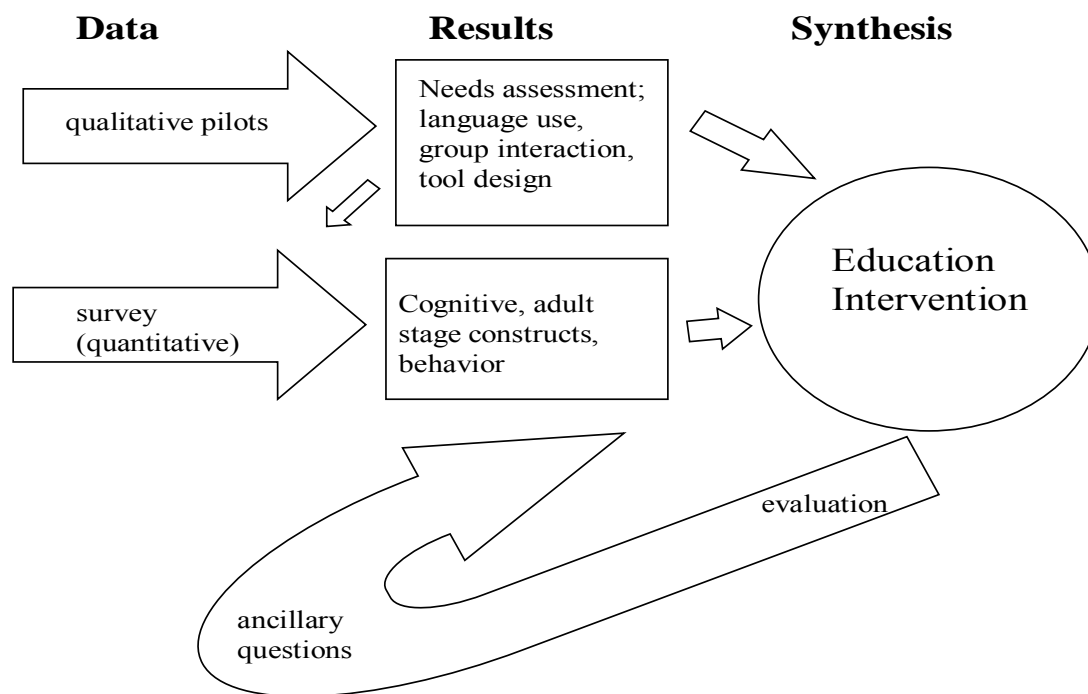 Data
Results
Synthesis
qualitative pilots
Needs assessment;
language use,
group interaction,
tool design
survey
(quantitative)
Cognitive, adult
stage constructs,
behavior
Education
Intervention
evaluation
ancillary
questions